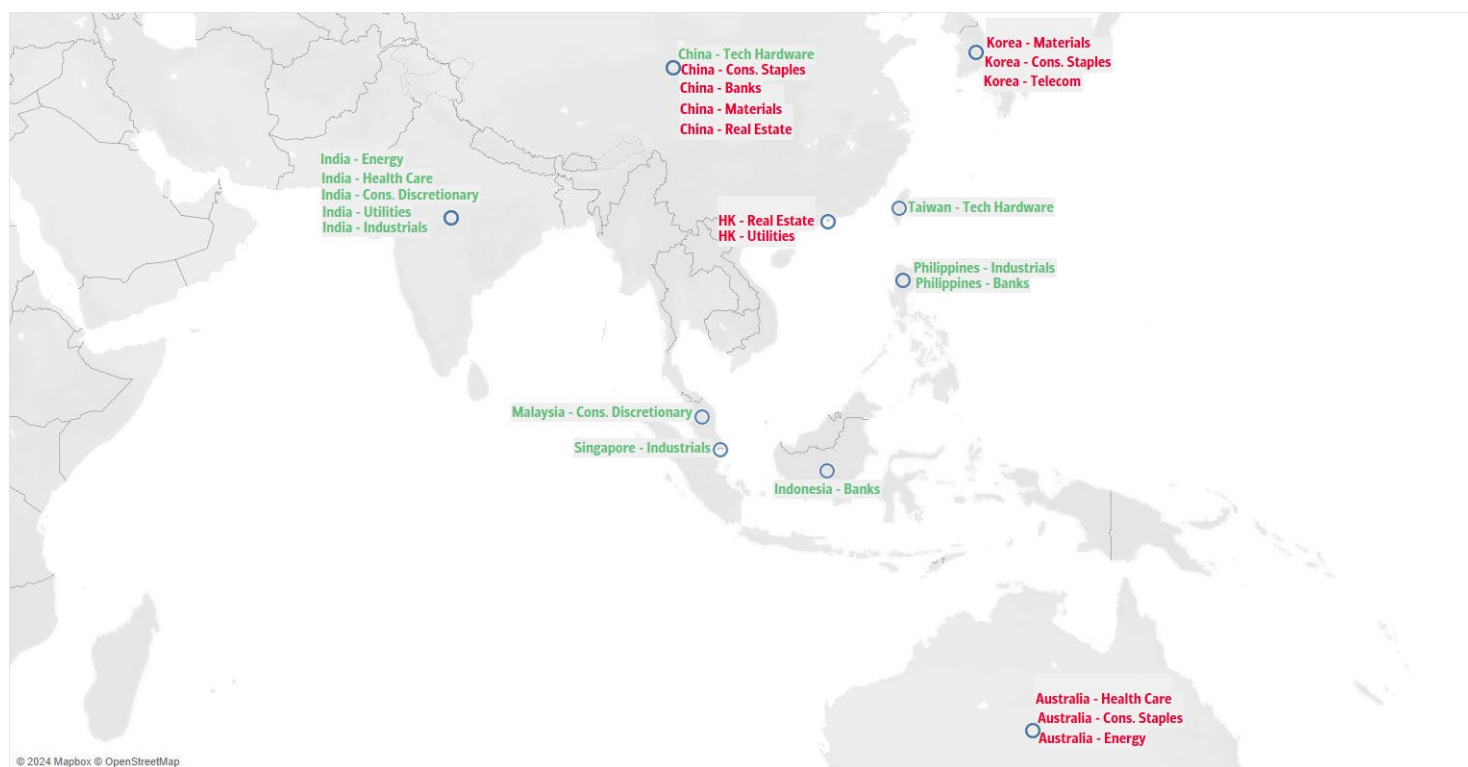 Korea - Materials
Korea - Cons. Staples
Korea - Telecom
China - Tech Hardware
China - Cons. Staples
China - Banks
China - Materials
China - Real Estate
India - Energy
India - Health Care
India - Cons. Discretionary
India - Utilities
India - Industrials
HK - Real Estate
HK - Utilities
Taiwan - Tech Hardware
Philippines - Industrials
Philippines - Banks
Malaysia - Cons. Discretionary
Singapore - Industrials
Indonesia - Banks
Australia - Health Care
Australia - Cons. Staples
Australia - Energy
© 2024 Mapbox © OpenStreetMap